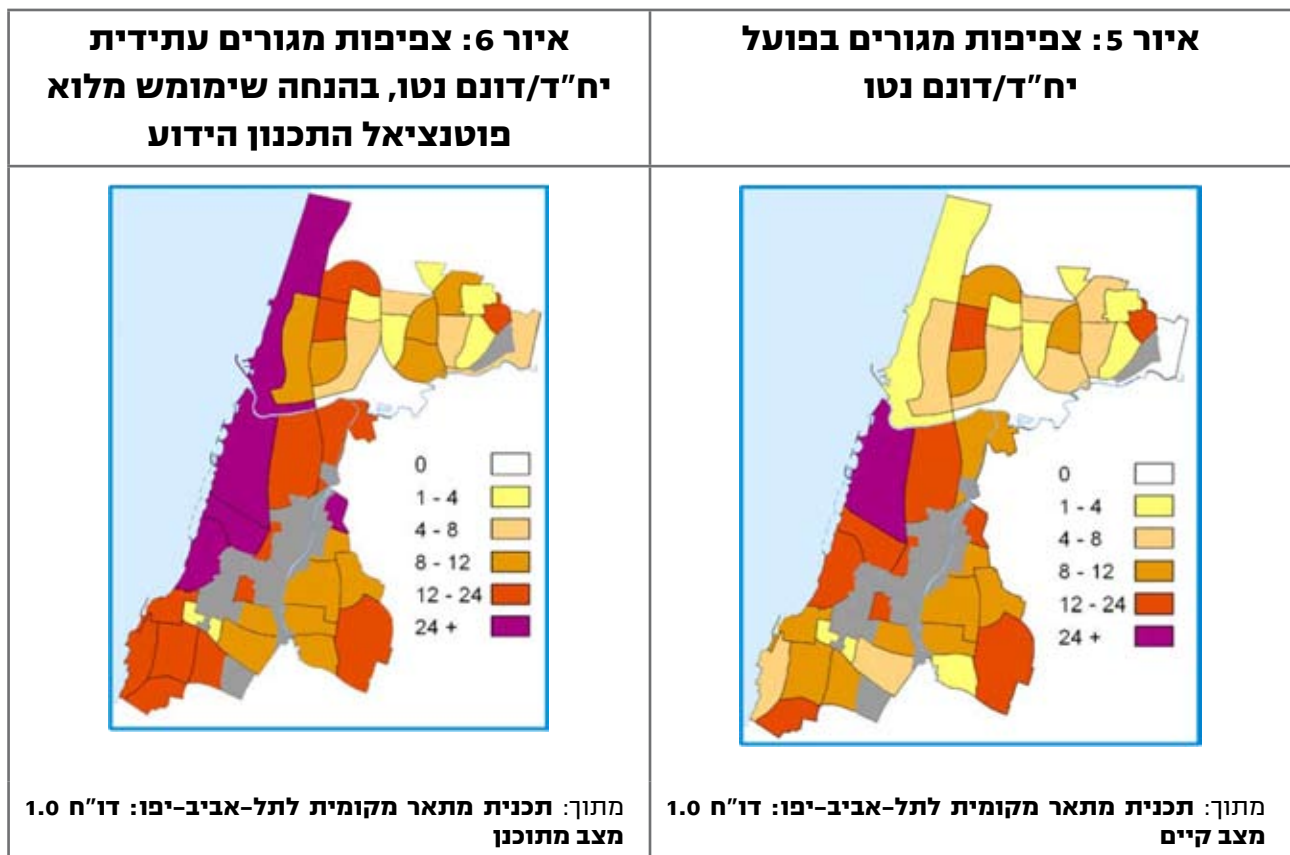 איור 5: צפיפות מגורים בפועל
יח"ד/דונם נטו
איור 6: צפיפות מגורים עתידית
יח"ד/דונם נטו, בהנחה שימומש מלוא
פוטנציאל התכנון הידוע
0
1 - 4
4 - 8
8 - 12
12 - 24
24 +
0
1 - 4
4 - 8
8 - 12
12 - 24
24 +
מתוך: תכנית מתאר מקומית לתל-אביב-יפו: דו"ח 1.0
מצב קיים
מתוך: תכנית מתאר מקומית לתל-אביב-יפו: דו"ח 1.0
מצב מתוכנן